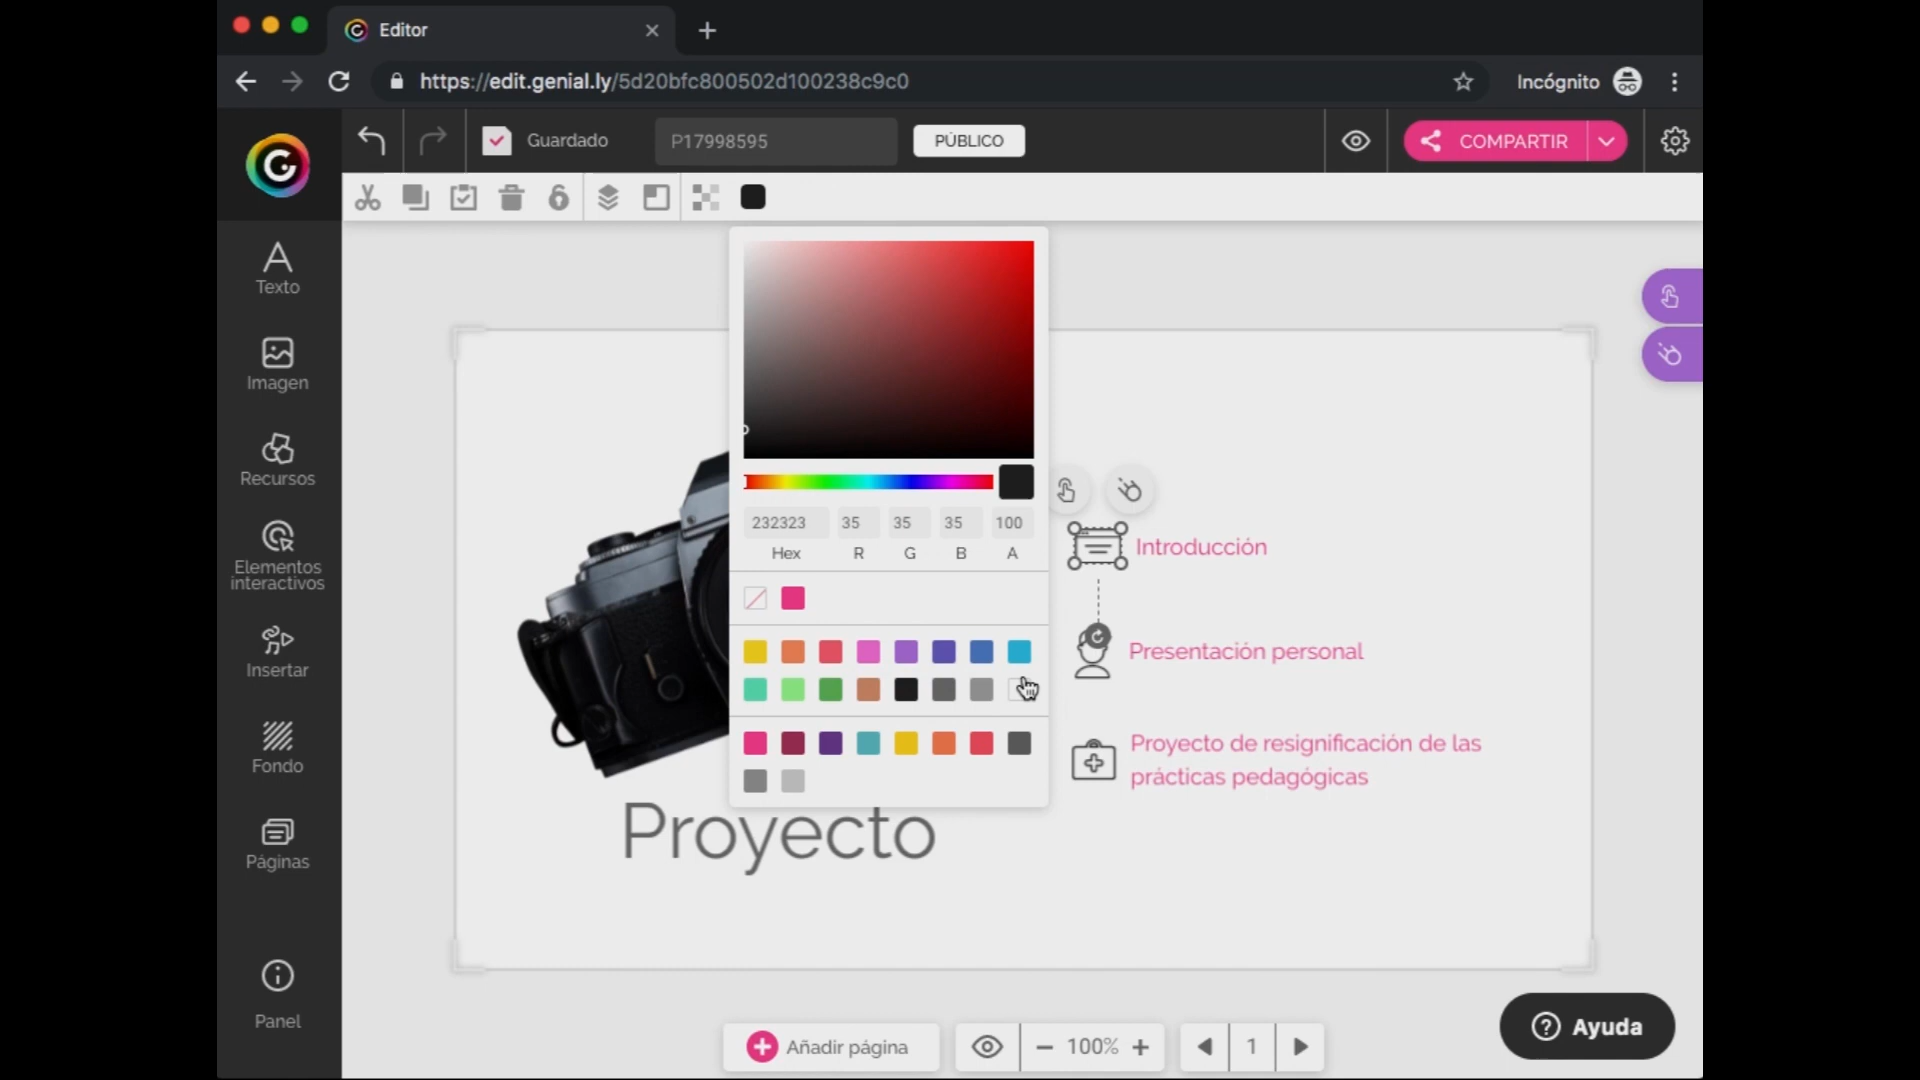 Editor
https://edit.genial.ly/5d20bfc800502d100238c9c0
Incógnito
Guardado
P17998595
PÚBLICO
COMPARTIR
Texto
Imagen
Recursos
Elementos
interactivos
Insertar
Fondo
Páginas
Panel
232323 35 35 35 100
Hex R G B A
Introducción
Presentación personal
Proyecto de resignificación de las
prácticas pedagógicas
Proyecto
Añadir página
100%
1
Ayuda